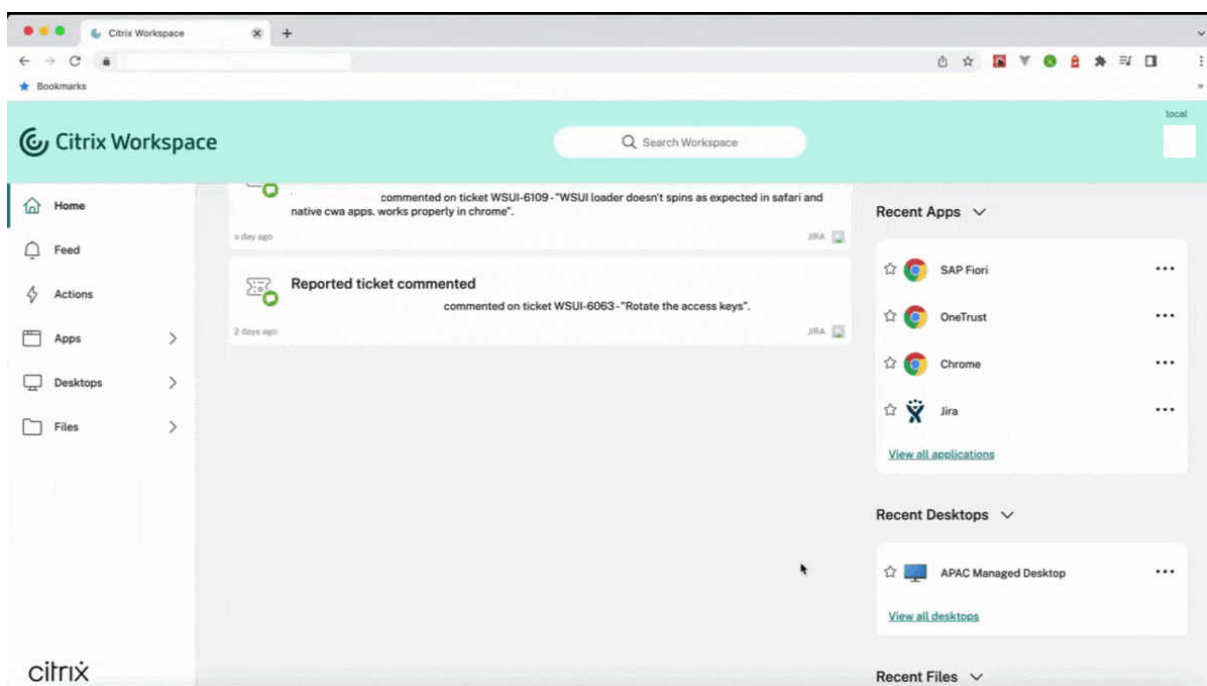 Citrix Workspace
Bookmarks
local
Citrix Workspace
Search Workspace
Home
Feed
Actions
Apps
Desktops
Files
citrix
commented on ticket WSUI-6109-"WSUI loader doesn't spins as expected in safari and
native cwa apps. works properly in chrome".
a day ago
JIRA
Reported ticket commented
commented on ticket WSUI-6063-"Rotate the access keys".
2 days ago
JIRA
Recent Apps
SAP Fiori
OneTrust
Chrome
Jira
View all applications
Recent Desktops
APAC Managed Desktop
View all desktops
Recent Files